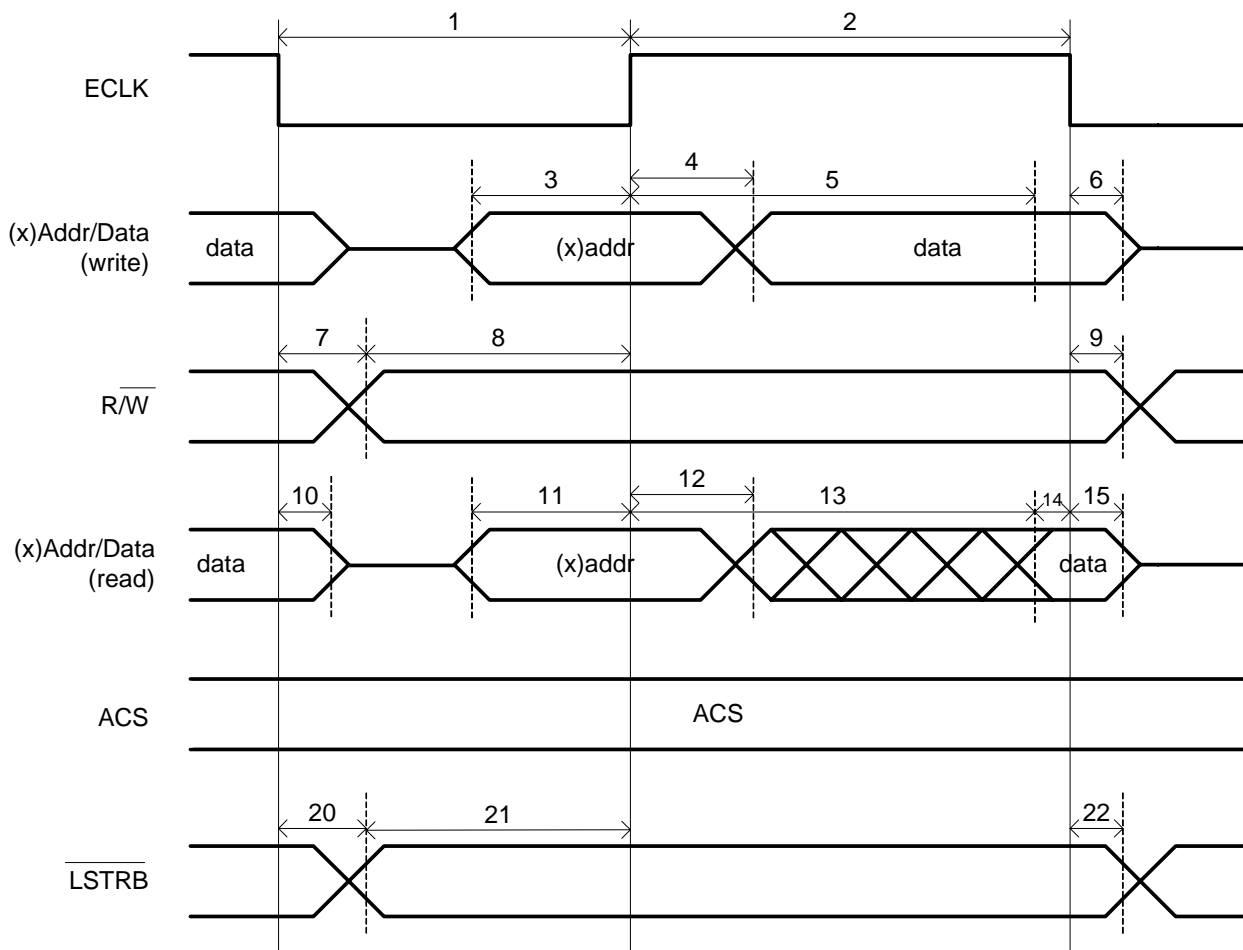 1 2
ECLK
3 4 5 6
(x)Addr/Data
(write)
data (x)addr data
7 8 9
R/W
10 11 12 13 14 15
(x)Addr/Data
(read)
data (x)addr data
ACS ACS
20 21 22
LSTRB